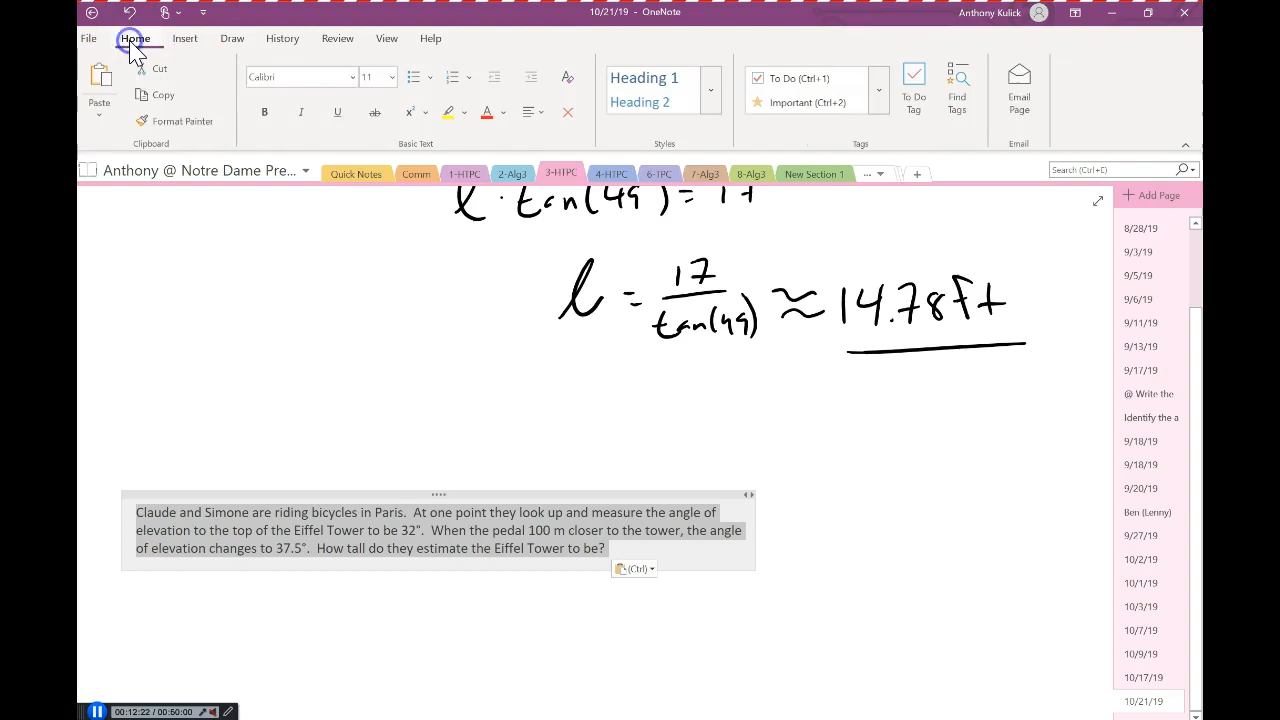 10/21/19 - OneNote
Anthony Kulick
File Home Insert Draw History Review View Help
Paste
Cut
Copy
Format Painter
Clipboard
Calibri 11
B I U ab x² A
Basic Text
Heading 1
Heading 2
Styles
To Do (Ctrl+1)
Important (Ctrl+2)
Tags
To Do Tag
Find Tags
Email Page
Email
Anthony @ Notre Dame Pre...
Quick Notes Comm 1-HTPC 2-Alg3 3-HTPC 4-HTPC 6-TPC 7-Alg3 8-Alg3 New Section 1 ... +
Search (Ctrl+E)
l · tan(49) = 17
l = 17/tan(49) ≈ 14.78ft
Claude and Simone are riding bicycles in Paris. At one point they look up and measure the angle of
elevation to the top of the Eiffel Tower to be 32°. When the pedal 100 m closer to the tower, the angle
of elevation changes to 37.5°. How tall do they estimate the Eiffel Tower to be?
(Ctrl)
Add Page
8/28/19
9/3/19
9/5/19
9/6/19
9/11/19
9/13/19
9/17/19
@ Write the
Identify the a
9/18/19
9/18/19
9/20/19
Ben (Lenny)
9/27/19
10/2/19
10/1/19
10/3/19
10/7/19
10/9/19
10/17/19
10/21/19
00:12:22 / 00:50:00